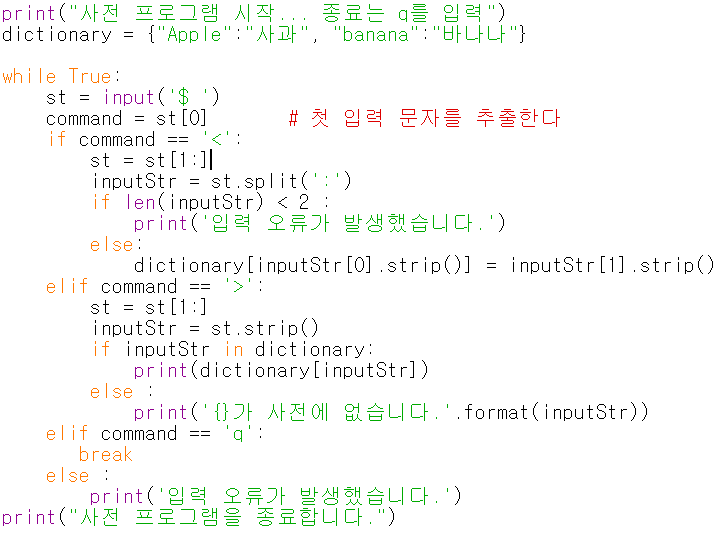 print("사전 프로그램 시작... 종료는 q를 입력")
dictionary = {"Apple":"사과", "banana":"바나나"}

while True:
    st = input('$ ')
    command = st[0]      # 첫 입력 문자를 추출한다
    if command == '<':
        st = st[1:]
        inputStr = st.split(':')
        if len(inputStr) < 2 :
            print('입력 오류가 발생했습니다.')
        else:
            dictionary[inputStr[0].strip()] = inputStr[1].strip()
    elif command == '>':
        st = st[1:]
        inputStr = st.strip()
        if inputStr in dictionary:
            print(dictionary[inputStr])
        else :
            print('{}가 사전에 없습니다.'.format(inputStr))
    elif command == 'q':
       break
    else :
        print('입력 오류가 발생했습니다.')
print("사전 프로그램을 종료합니다.")